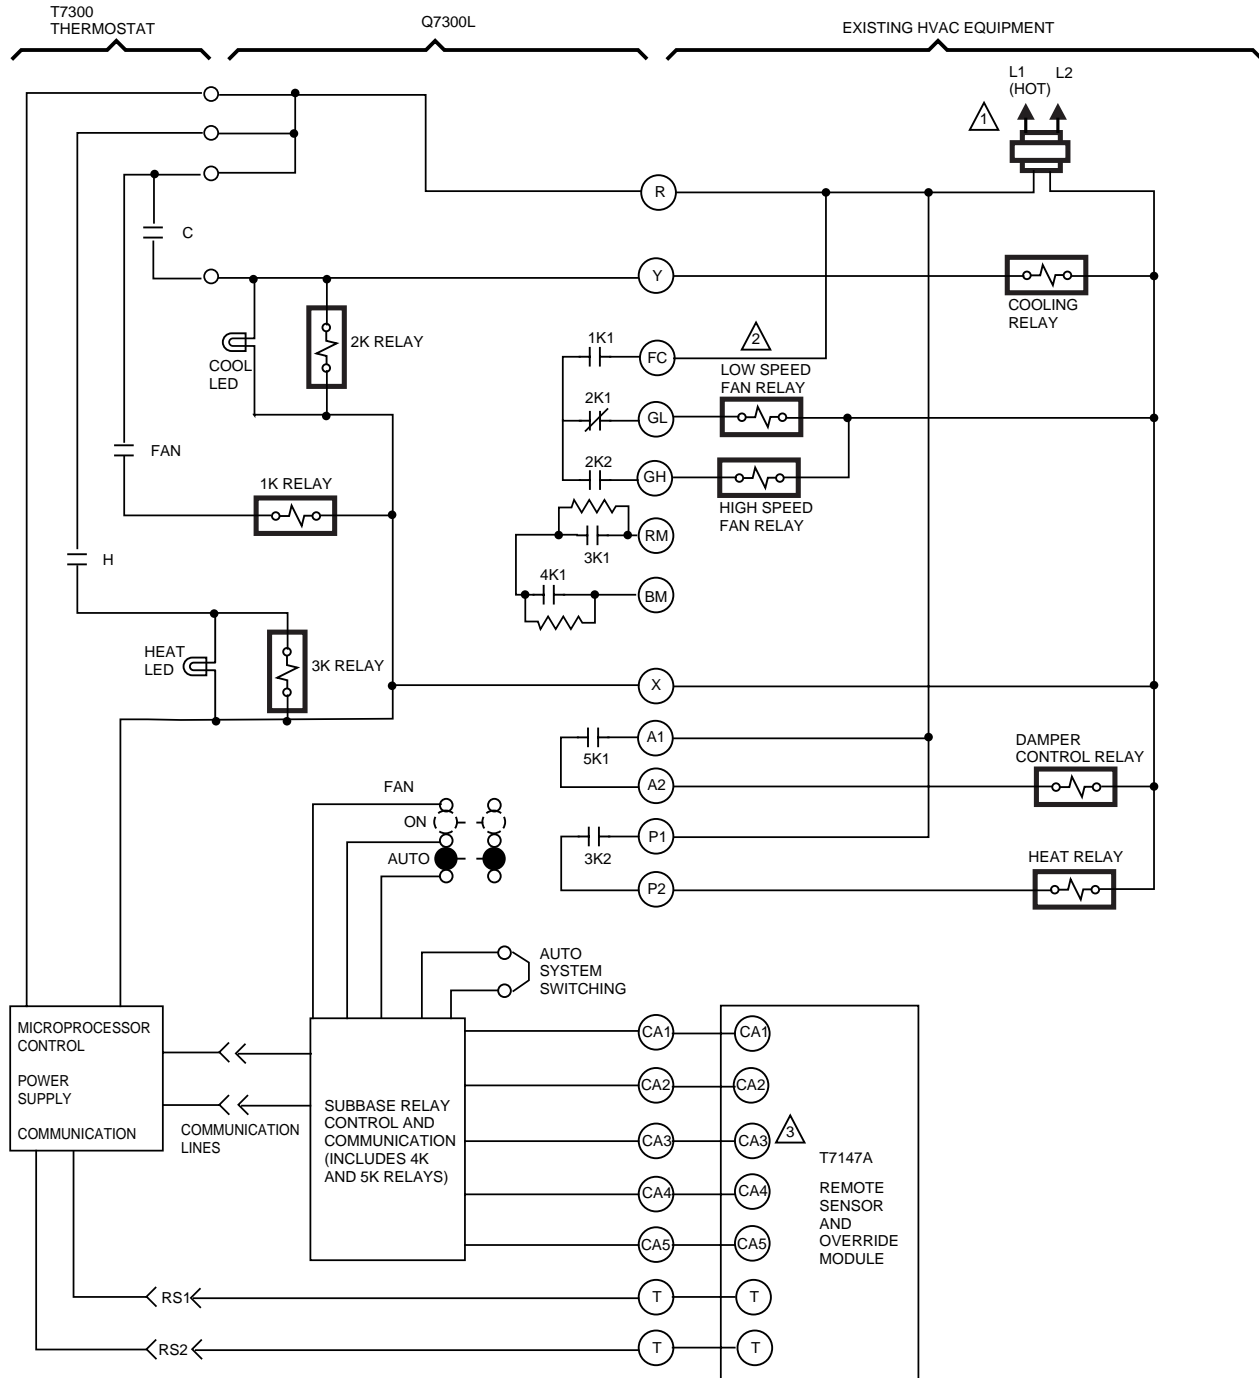 T7300
THERMOSTAT
Q7300L
EXISTING HVAC EQUIPMENT
L1
(HOT)
L2
1
R
C
Y
COOLING
RELAY
2K RELAY
COOL
LED
1K1
FC
2
LOW SPEED
FAN RELAY
2K1
GL
FAN
2K2
GH
HIGH SPEED
FAN RELAY
1K RELAY
RM
3K1
H
4K1
BM
HEAT
LED
3K RELAY
X
5K1
A1
A2
DAMPER
CONTROL RELAY
FAN
ON
AUTO
3K2
P1
P2
HEAT RELAY
AUTO
SYSTEM
SWITCHING
MICROPROCESSOR
CONTROL
POWER
SUPPLY
COMMUNICATION
COMMUNICATION
LINES
SUBBASE RELAY
CONTROL AND
COMMUNICATION
(INCLUDES 4K
AND 5K RELAYS)
CA1
CA1
CA2
CA2
CA3
CA3
3
CA4
CA4
CA5
CA5
T7147A
REMOTE
SENSOR
AND
OVERRIDE
MODULE
RS1
T
T
RS2
T
T